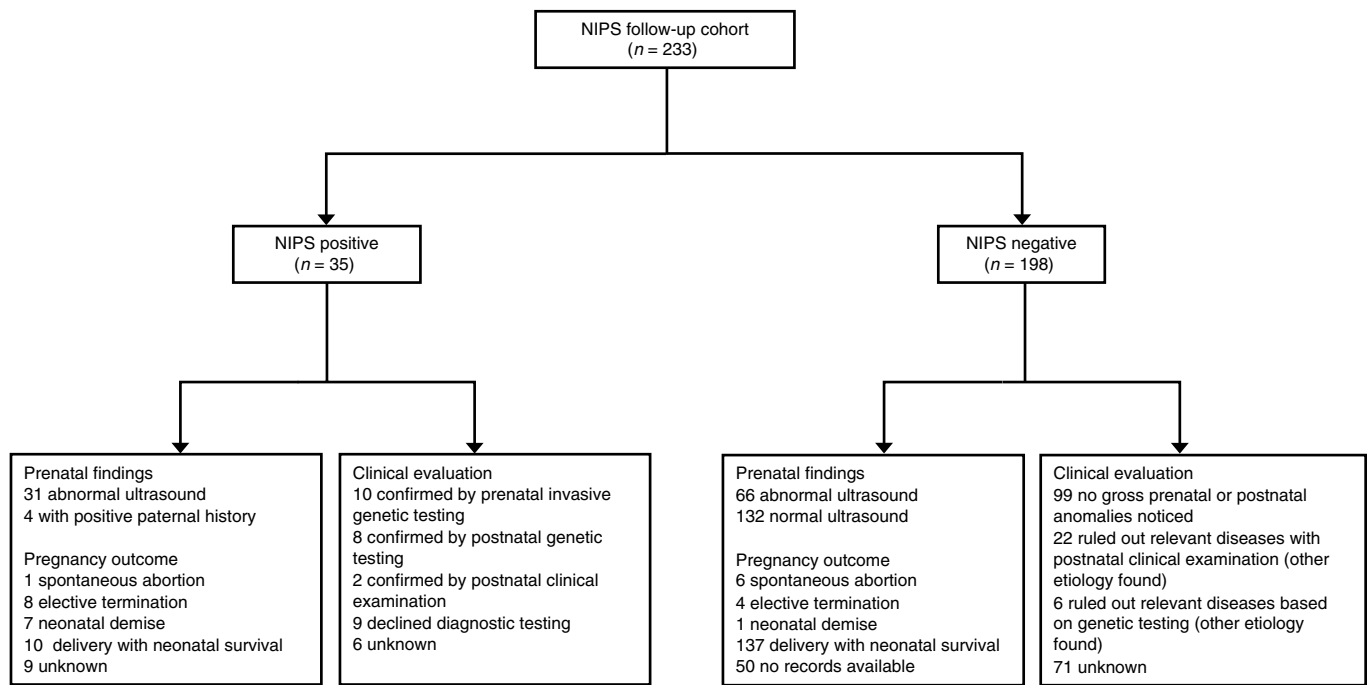 NIPS follow-up cohort
(n = 233)
NIPS positive
(n = 35)
NIPS negative
(n = 198)
Prenatal findings
31 abnormal ultrasound
4 with positive paternal history
Pregnancy outcome
1 spontaneous abortion
8 elective termination
7 neonatal demise
10 delivery with neonatal survival
9 unknown
Clinical evaluation
10 confirmed by prenatal invasive
genetic testing
8 confirmed by postnatal genetic
testing
2 confirmed by postnatal clinical
examination
9 declined diagnostic testing
6 unknown
Prenatal findings
66 abnormal ultrasound
132 normal ultrasound
Pregnancy outcome
6 spontaneous abortion
4 elective termination
1 neonatal demise
137 delivery with neonatal survival
50 no records available
Clinical evaluation
99 no gross prenatal or postnatal
anomalies noticed
22 ruled out relevant diseases with
postnatal clinical examination (other
etiology found)
6 ruled out relevant diseases based
on genetic testing (other etiology
found)
71 unknown